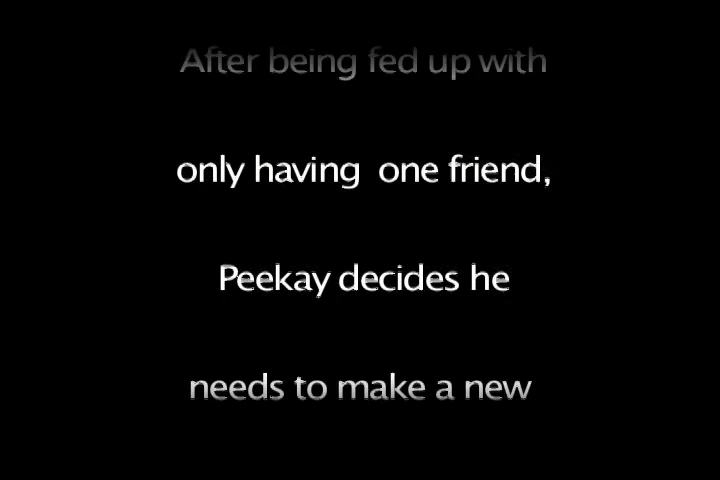 After being fed up with
only having  one friend,
Peekay decides he
needs to make a new